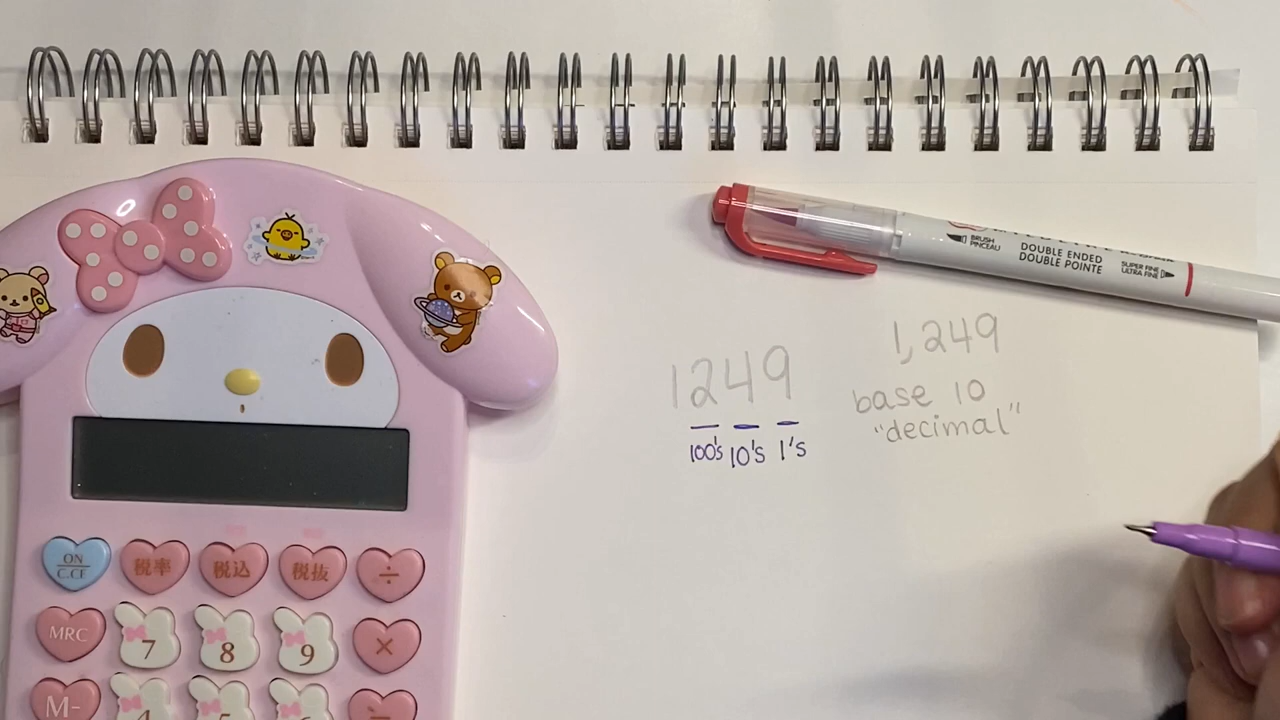 BRUSH
PINCEAU
DOUBLE ENDED
DOUBLE POINTE
SUPER FINE
ULTRA FINE
1249
100's 10's 1's
1,249
base 10
"decimal"
ON
C.CE
税率 税込 税抜 ÷
MRC 7 8 9 ×
M-